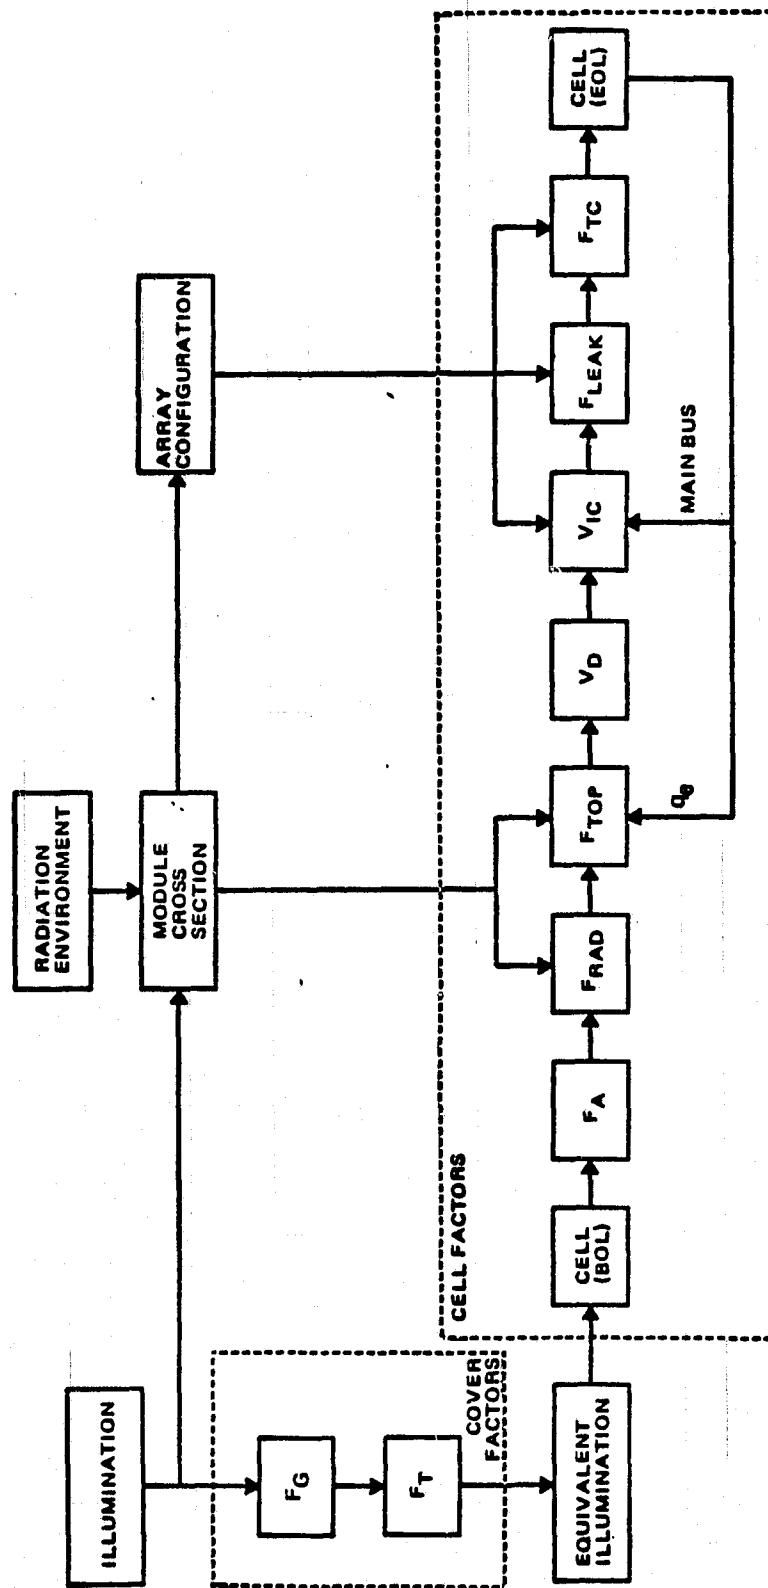 ILLUMINATION
RADIATION
ENVIRONMENT
MODULE
CROSS
SECTION
ARRAY
CONFIGURATION
F_G
F_T
COVER
FACTORS
EQUIVALENT
ILLUMINATION
CELL FACTORS
CELL
(BOL)
F_A
F_RAD
F_TOP
V_D
V_IC
F_LEAK
F_TC
CELL
(EOL)
q_e
MAIN BUS